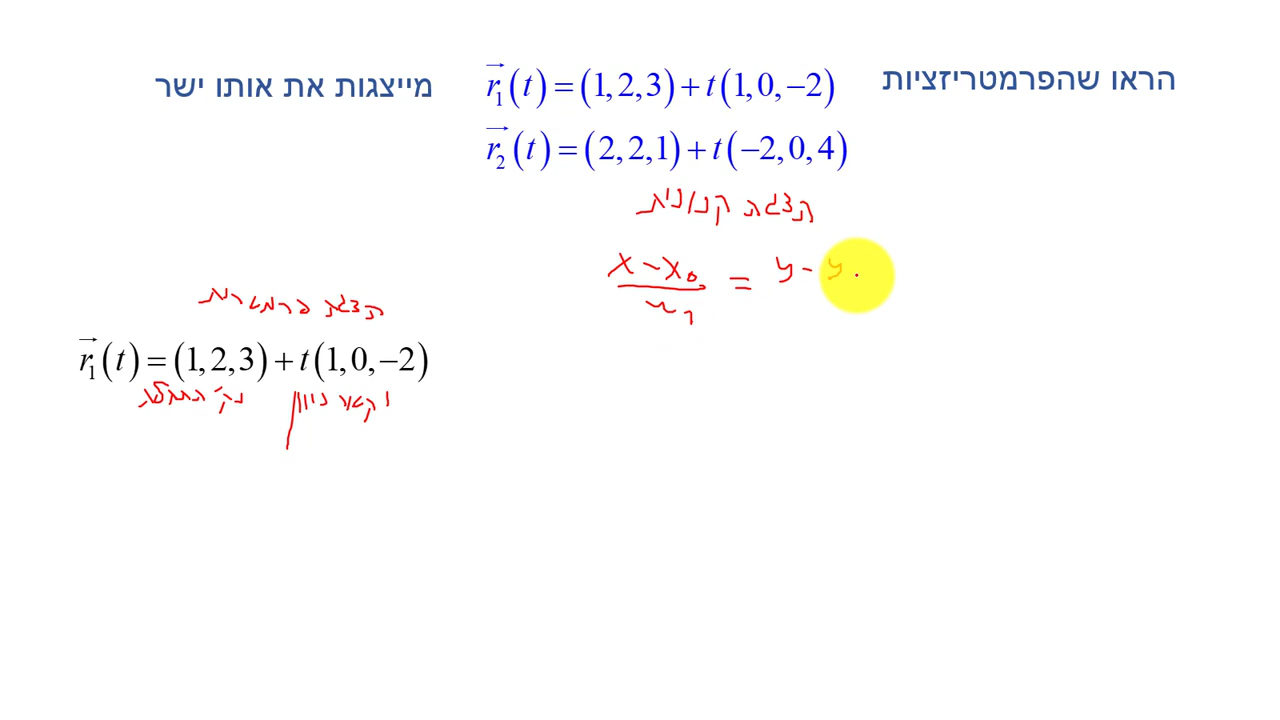 הראו שהפרמטריזציות r₁(t) = (1,2,3) + t(1,0,−2) מייצגות את אותו ישר
r₂(t) = (2,2,1) + t(−2,0,4)
הצגה קנונית
(x − x₀)/u₁ = y − y
הצגה פרמטרית
r₁(t) = (1,2,3) + t(1,0,−2)
נק' התחלה וקטור כיוון